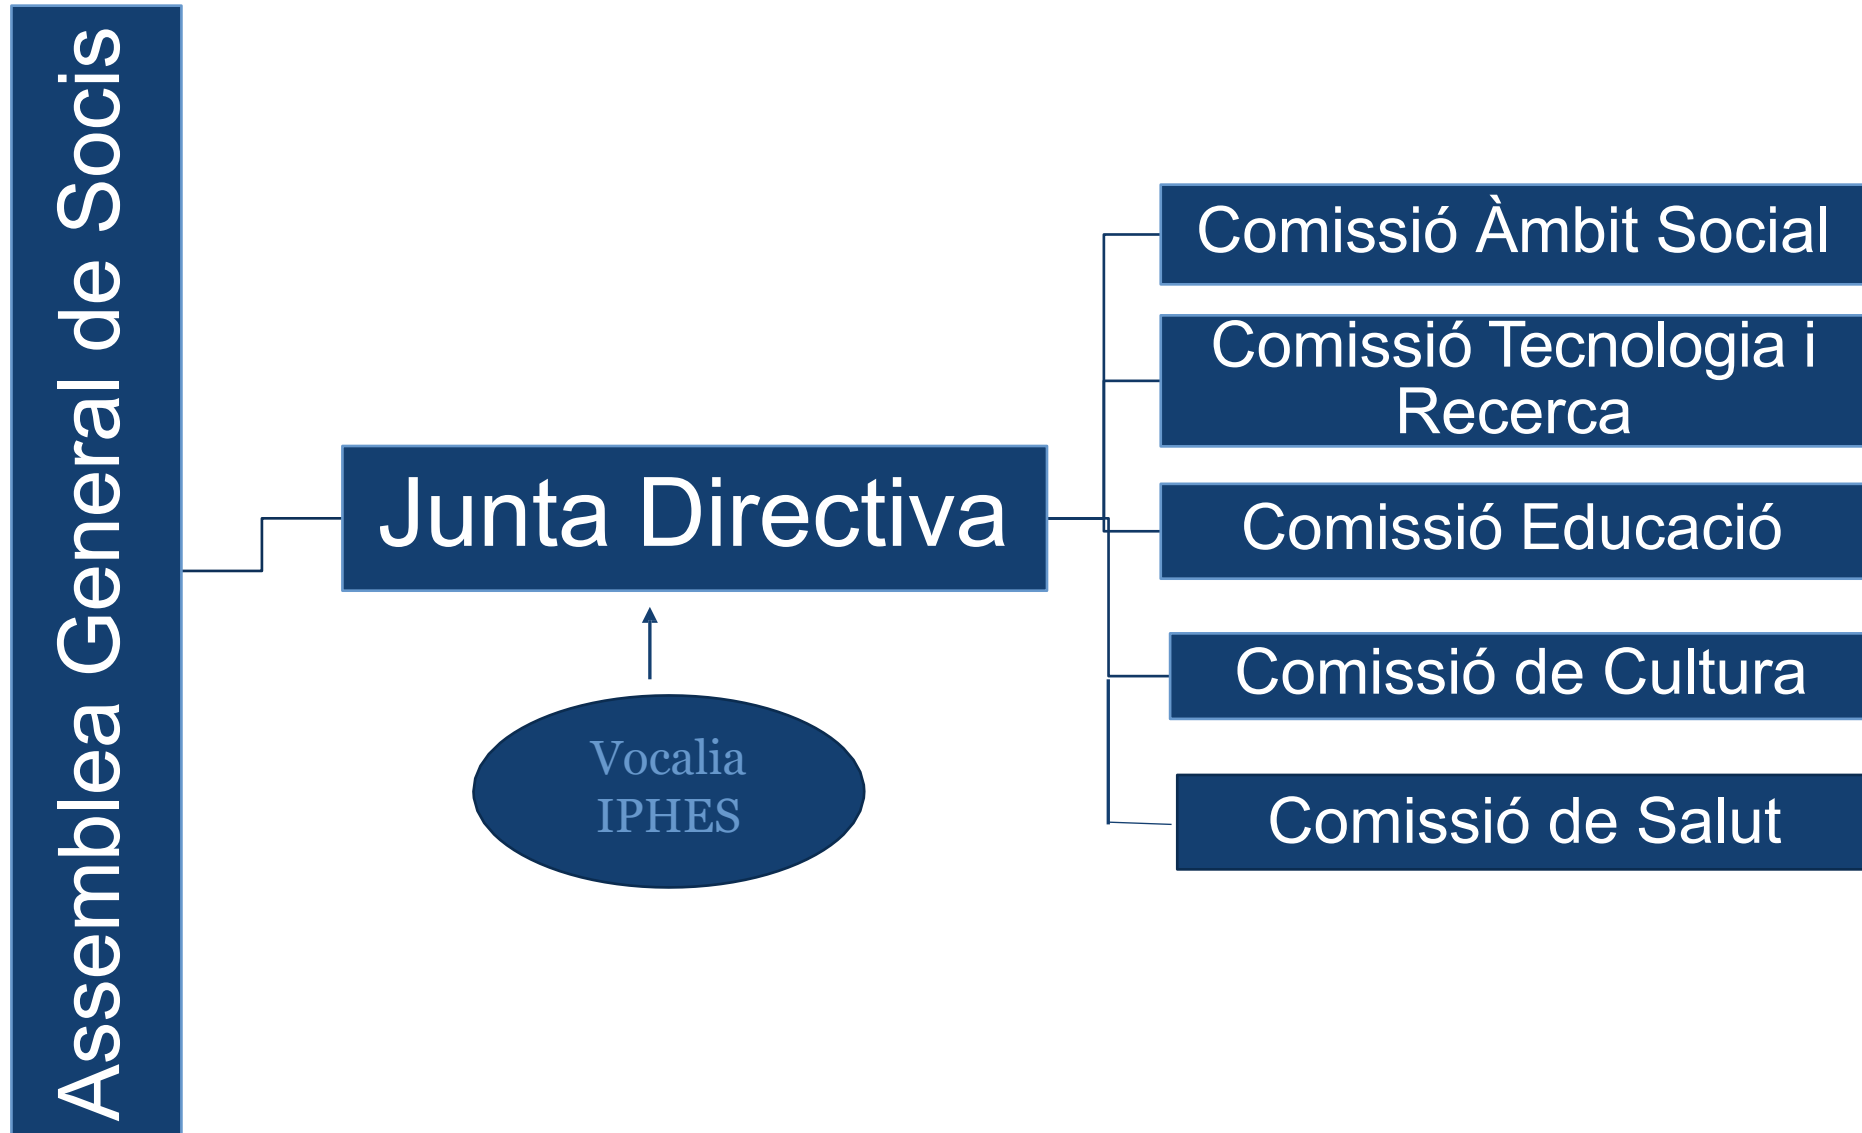 Assemblea General de Socis
Junta Directiva
Vocalia
IPHES
Comissió Àmbit Social
Comissió Tecnologia i
Recerca
Comissió Educació
Comissió de Cultura
Comissió de Salut